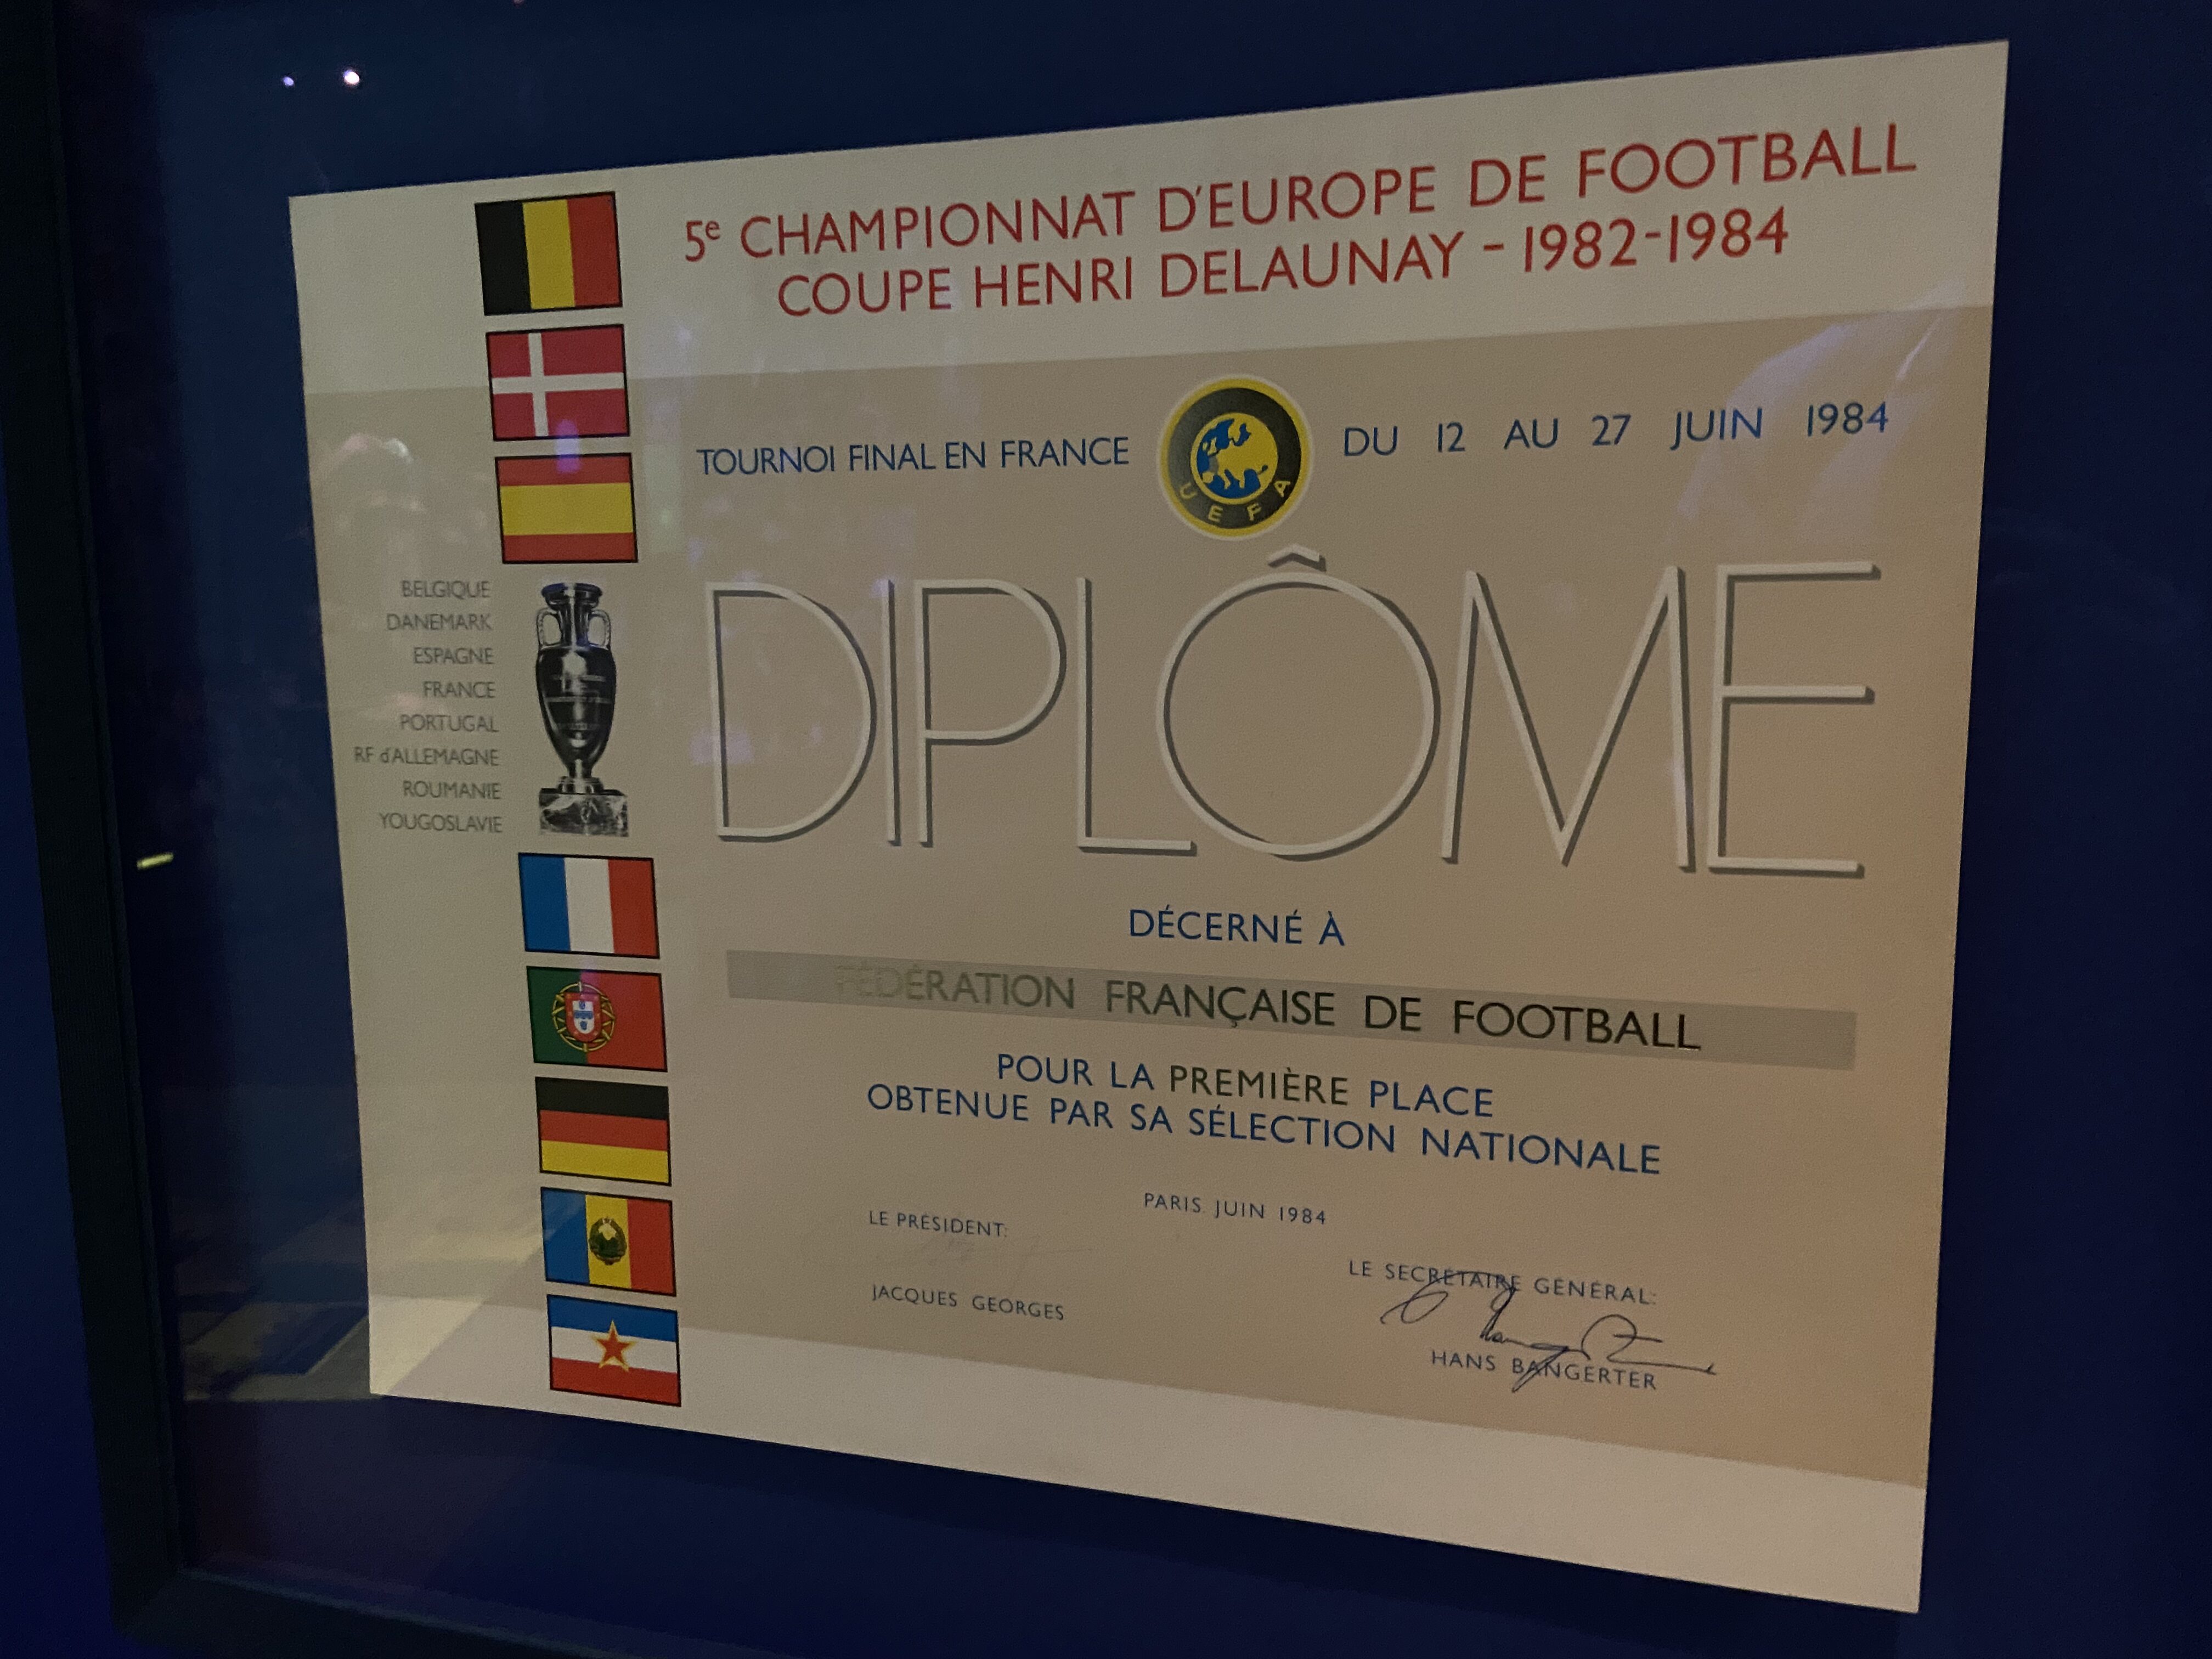 5e CHAMPIONNAT D'EUROPE DE FOOTBALL
COUPE HENRI DELAUNAY - 1982-1984
TOURNOI FINAL EN FRANCE
UEFA
DU 12 AU 27 JUIN 1984
BELGIQUE
DANEMARK
ESPAGNE
FRANCE
PORTUGAL
RF d'ALLEMAGNE
ROUMANIE
YOUGOSLAVIE
DIPLÔME
DÉCERNÉ À
FÉDÉRATION FRANÇAISE DE FOOTBALL
POUR LA PREMIÈRE PLACE
OBTENUE PAR SA SÉLECTION NATIONALE
PARIS. JUIN 1984
LE PRÉSIDENT:
JACQUES GEORGES
LE SECRÉTAIRE GÉNÉRAL:
HANS BANGERTER